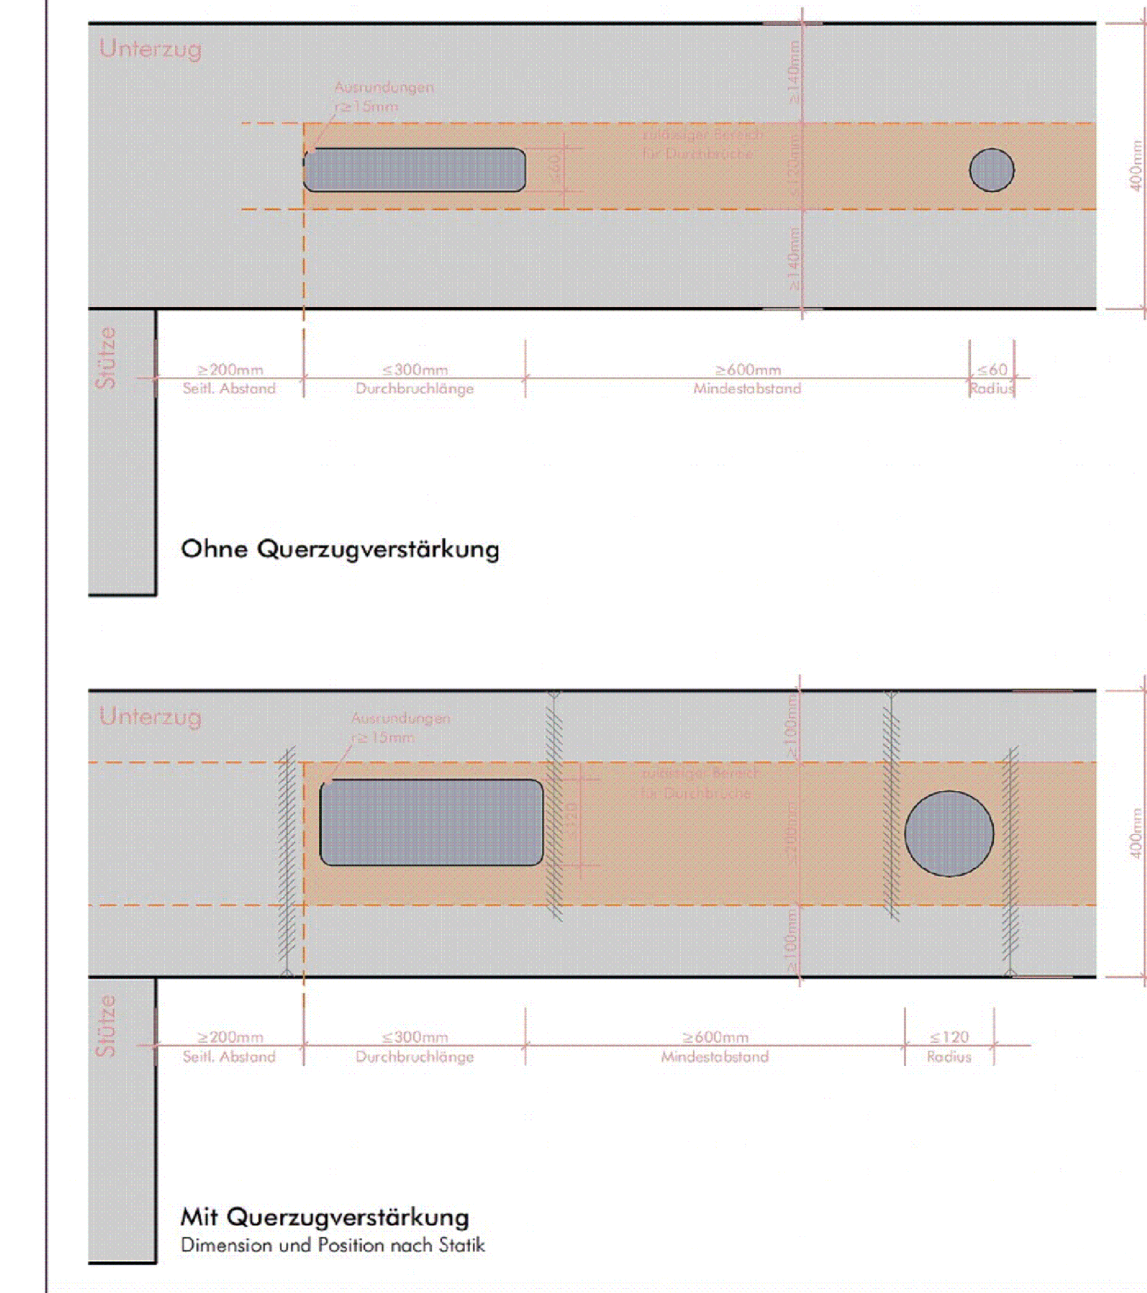 Unterzug
Ausrundungen
r≥15mm
≥140mm
zulässiger Bereich
für Durchbrüche
≤60
≤120mm
400mm
≥140mm
Stütze
≥200mm
Seitl. Abstand
≤300mm
Durchbruchlänge
≥600mm
Mindestabstand
≤60
Radius
Ohne Querzugverstärkung
Unterzug
Ausrundungen
r≥15mm
≥100mm
zulässiger Bereich
für Durchbrüche
≤120
≤200mm
400mm
≥100mm
Stütze
≥200mm
Seitl. Abstand
≤300mm
Durchbruchlänge
≥600mm
Mindestabstand
≤120
Radius
Mit Querzugverstärkung
Dimension und Position nach Statik